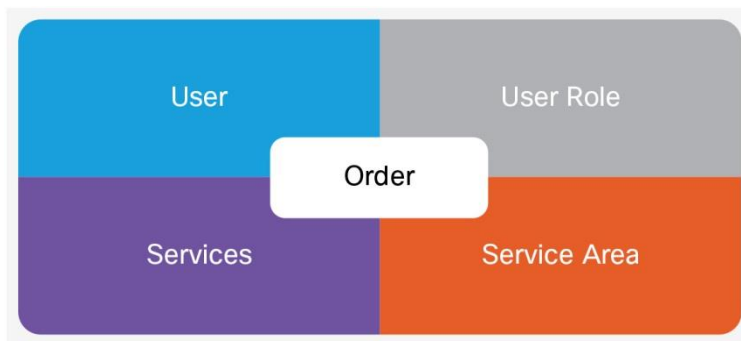 User
User Role
Order
Services
Service Area